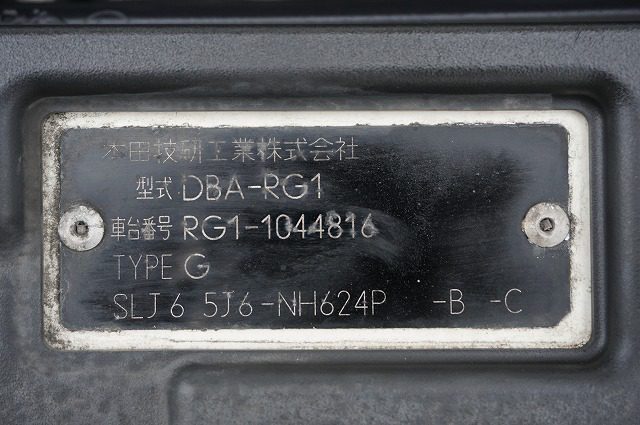 本田技研工業株式会社
型式 DBA-RG1
車台番号 RG1-1044816
TYPE G
SLJ6 5J6-NH624P -B -C